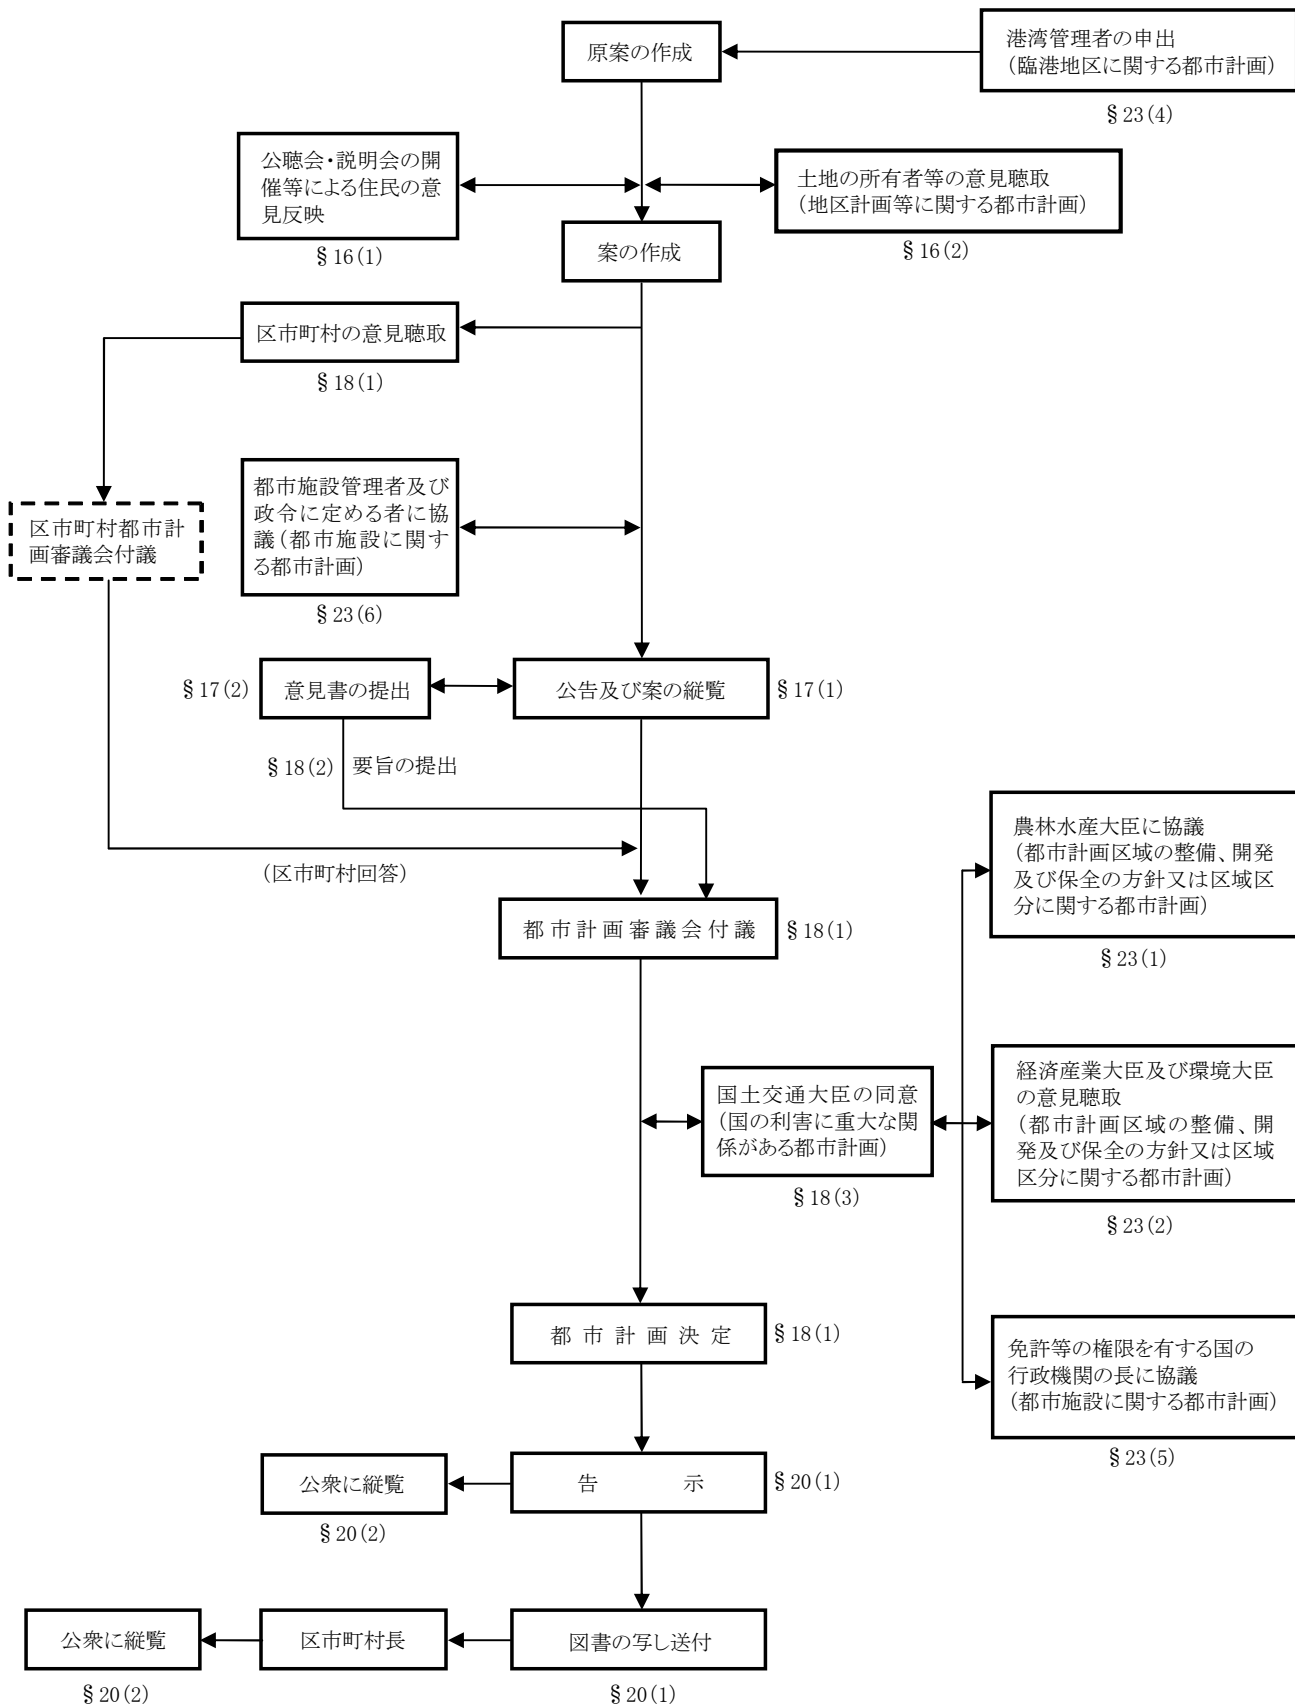 原案の作成
港湾管理者の申出
(臨港地区に関する都市計画)
§23(4)
公聴会・説明会の開
催等による住民の意
見反映
§16(1)
土地の所有者等の意見聴取
(地区計画等に関する都市計画)
§16(2)
案の作成
区市町村の意見聴取
§18(1)
都市施設管理者及び
政令に定める者に協
議(都市施設に関す
る都市計画)
§23(6)
区市町村都市計
画審議会付議
§17(2)
意見書の提出
公告及び案の縦覧
§17(1)
§18(2)
要旨の提出
(区市町村回答)
都市計画審議会付議
§18(1)
農林水産大臣に協議
(都市計画区域の整備、開発
及び保全の方針又は区域区
分に関する都市計画)
§23(1)
国土交通大臣の同意
(国の利害に重大な関
係がある都市計画)
§18(3)
経済産業大臣及び環境大臣
の意見聴取
(都市計画区域の整備、開
発及び保全の方針又は区域
区分に関する都市計画)
§23(2)
都市計画決定
§18(1)
免許等の権限を有する国の
行政機関の長に協議
(都市施設に関する都市計画)
§23(5)
公衆に縦覧
§20(2)
告示
§20(1)
公衆に縦覧
§20(2)
区市町村長
図書の写し送付
§20(1)